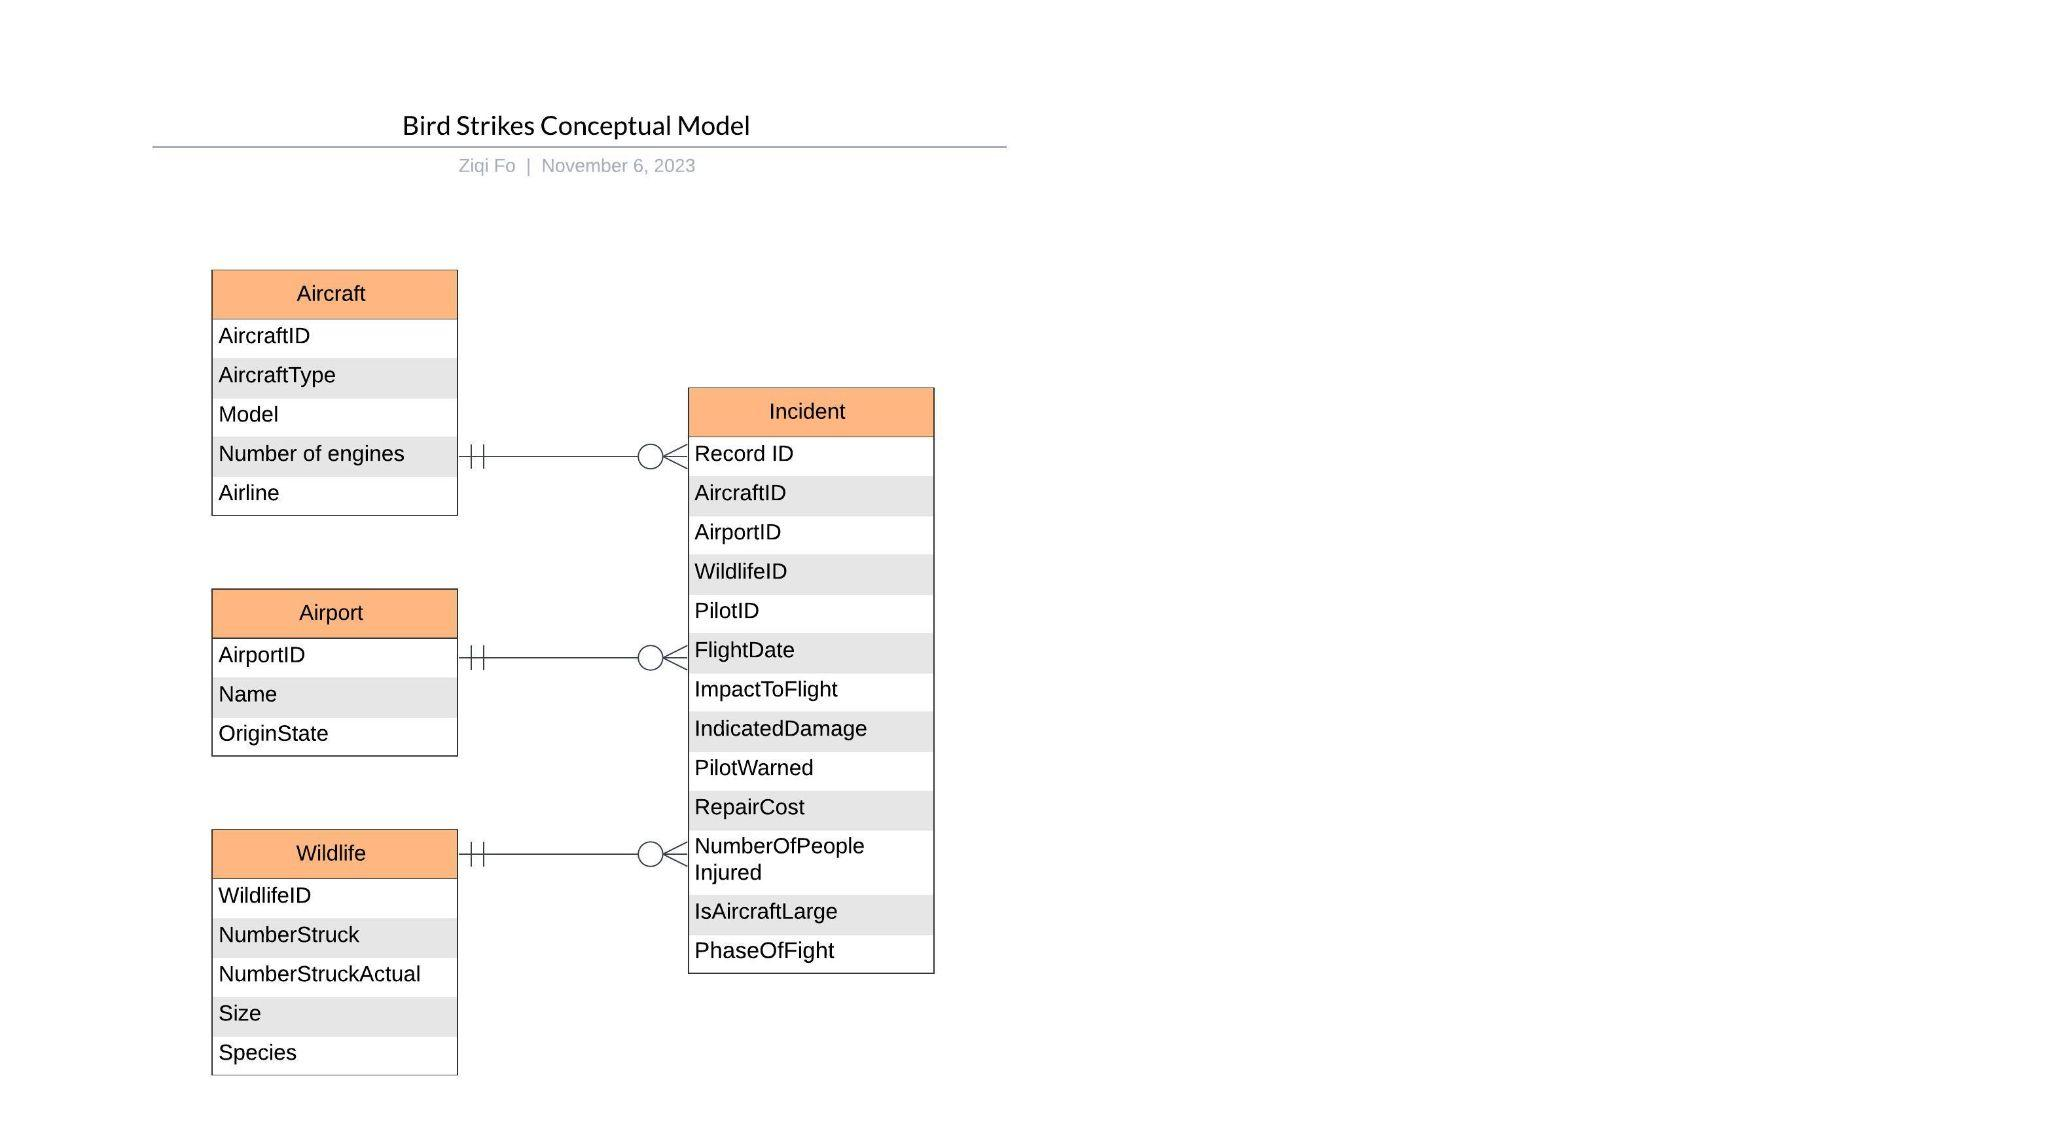 Bird Strikes Conceptual Model
Ziqi Fo | November 6, 2023
Aircraft
AircraftID
AircraftType
Model
Number of engines
Airline
Airport
AirportID
Name
OriginState
Wildlife
WildlifeID
NumberStruck
NumberStruckActual
Size
Species
Incident
Record ID
AircraftID
AirportID
WildlifeID
PilotID
FlightDate
ImpactToFlight
IndicatedDamage
PilotWarned
RepairCost
NumberOfPeople
Injured
IsAircraftLarge
PhaseOfFight